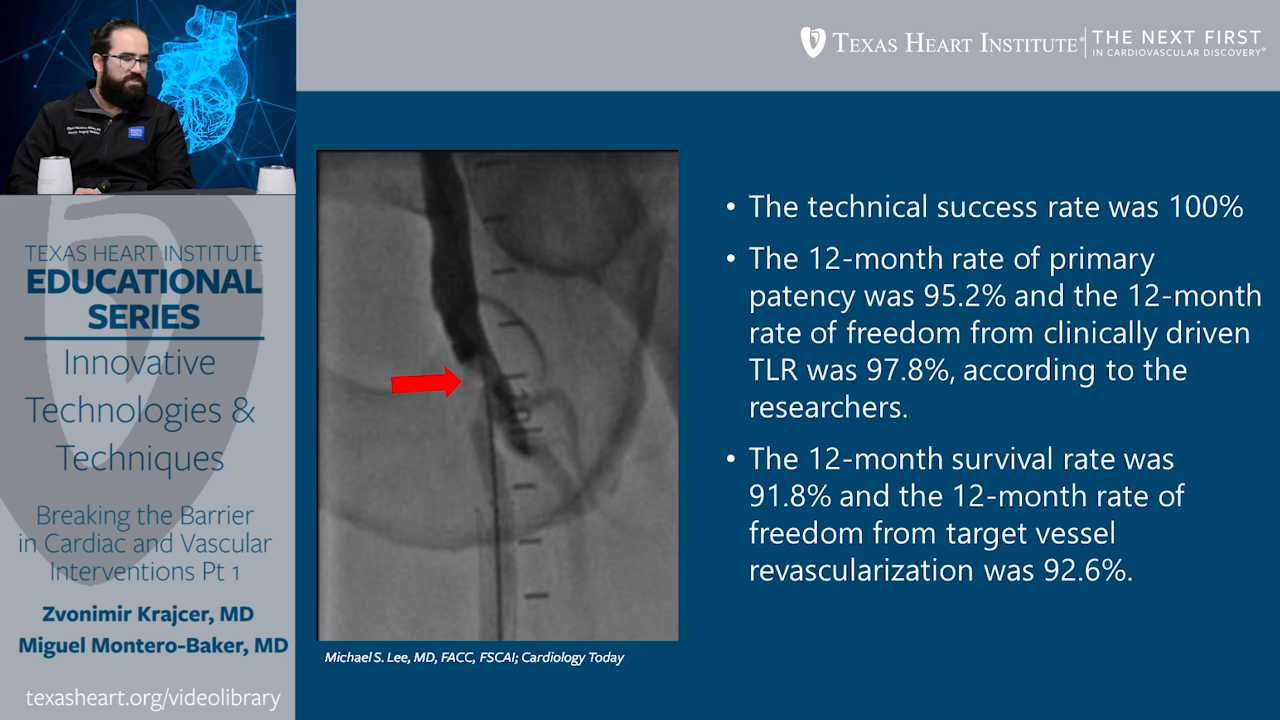 TEXAS HEART INSTITUTE®
THE NEXT FIRST
IN CARDIOVASCULAR DISCOVERY®
TEXAS HEART INSTITUTE
EDUCATIONAL
SERIES
Innovative
Technologies &
Techniques
Breaking the Barrier
in Cardiac and Vascular
Interventions Pt 1
Zvonimir Krajcer, MD
Miguel Montero-Baker, MD
texasheart.org/videolibrary
• The technical success rate was 100%
• The 12-month rate of primary
patency was 95.2% and the 12-month
rate of freedom from clinically driven
TLR was 97.8%, according to the
researchers.
• The 12-month survival rate was
91.8% and the 12-month rate of
freedom from target vessel
revascularization was 92.6%.
Michael S. Lee, MD, FACC, FSCAI; Cardiology Today